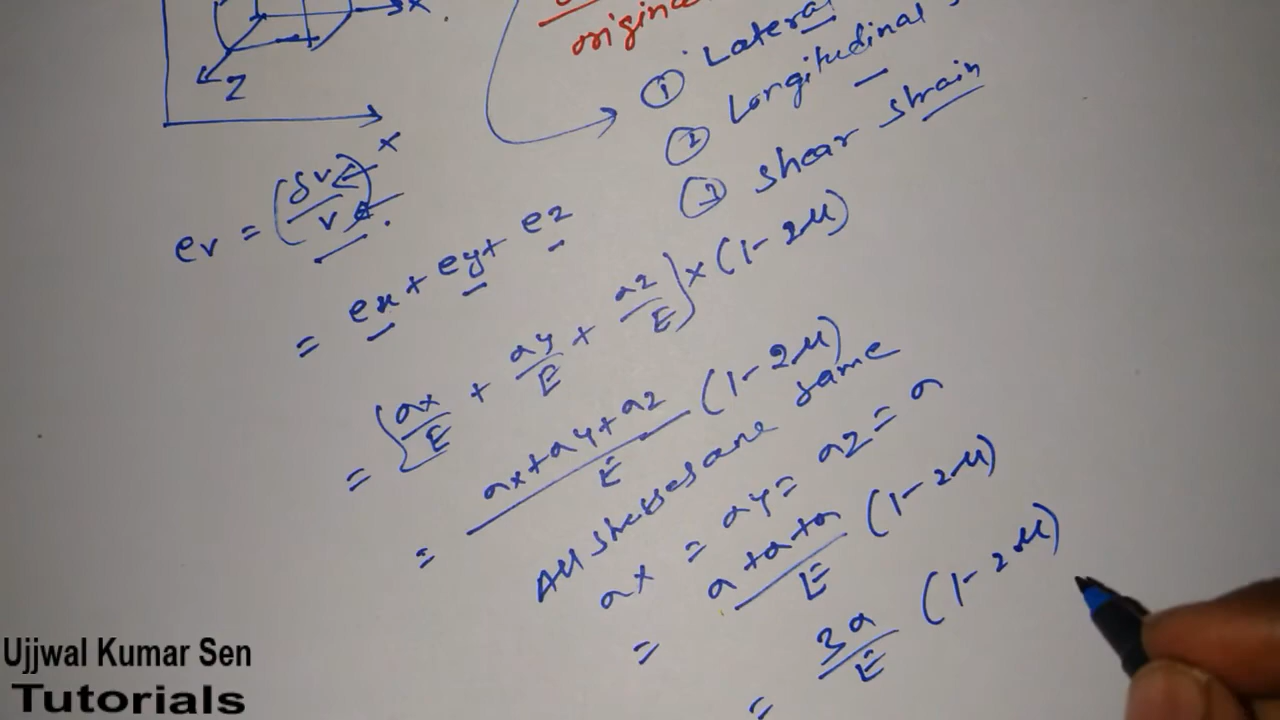 x
z
origina
① Lateral
② Longitudinal
③ shear strain
x
ev = (δv/v)
= ex + ey + ez
= {σx/E + σy/E + σz/E} × (1-2μ)
= σx+σy+σz/E (1-2μ)
All stresses are same
σx = σy = σz = σ
= σ+σ+σ/E (1-2μ)
= 3σ/E (1-2μ)
Ujjwal Kumar Sen
Tutorials